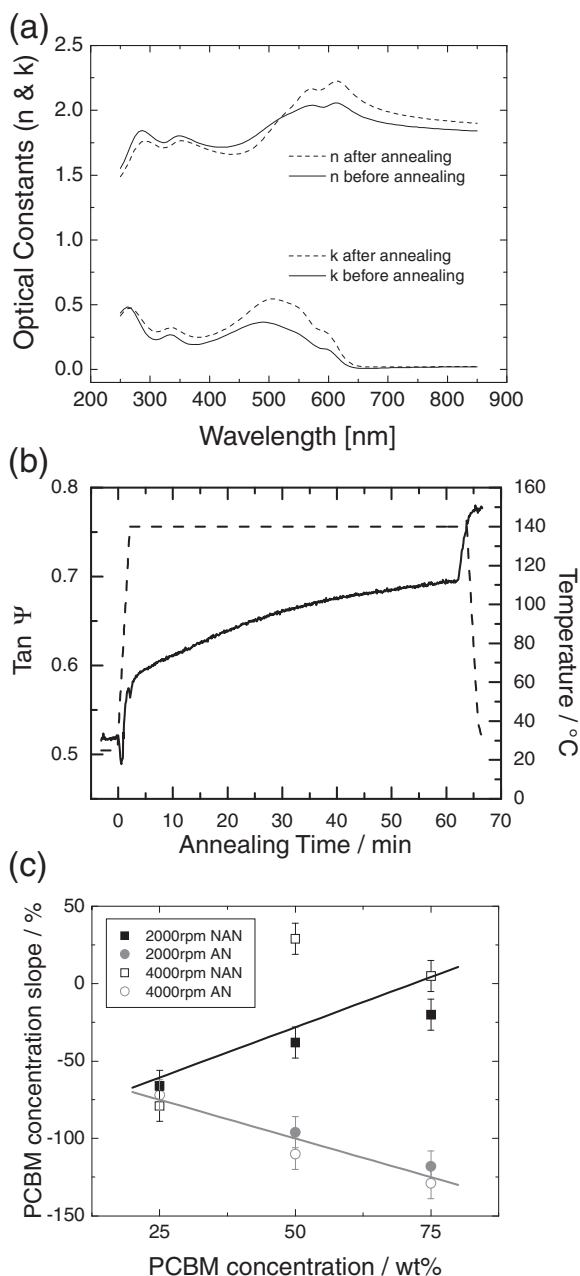 (a)
2.5
2.0
1.5
1.0
0.5
0.0
Optical Constants (n & k)
n after annealing
n before annealing
k after annealing
k before annealing
200 300 400 500 600 700 800 900
Wavelength [nm]
(b)
0.8
0.7
0.6
0.5
Tan Ψ
160
140
120
100
80
60
40
20
0
Temperature / °C
0 10 20 30 40 50 60 70
Annealing Time / min
(c)
50
0
-50
-100
-150
PCBM concentration slope / %
2000rpm NAN
2000rpm AN
4000rpm NAN
4000rpm AN
25 50 75
PCBM concentration / wt%